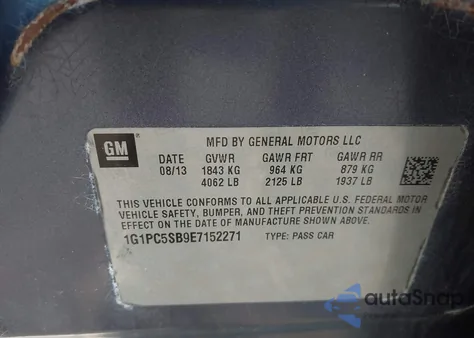 GM
MFD BY GENERAL MOTORS LLC
DATE GVWR GAWR FRT GAWR RR
08/13 1843 KG 964 KG 879 KG
4062 LB 2125 LB 1937 LB
THIS VEHICLE CONFORMS TO ALL APPLICABLE U.S. FEDERAL MOTOR
VEHICLE SAFETY, BUMPER, AND THEFT PREVENTION STANDARDS IN
EFFECT ON THE DATE OF MANUFACTURE SHOWN ABOVE.
1G1PC5SB9E7152271 TYPE: PASS CAR
autoSnap